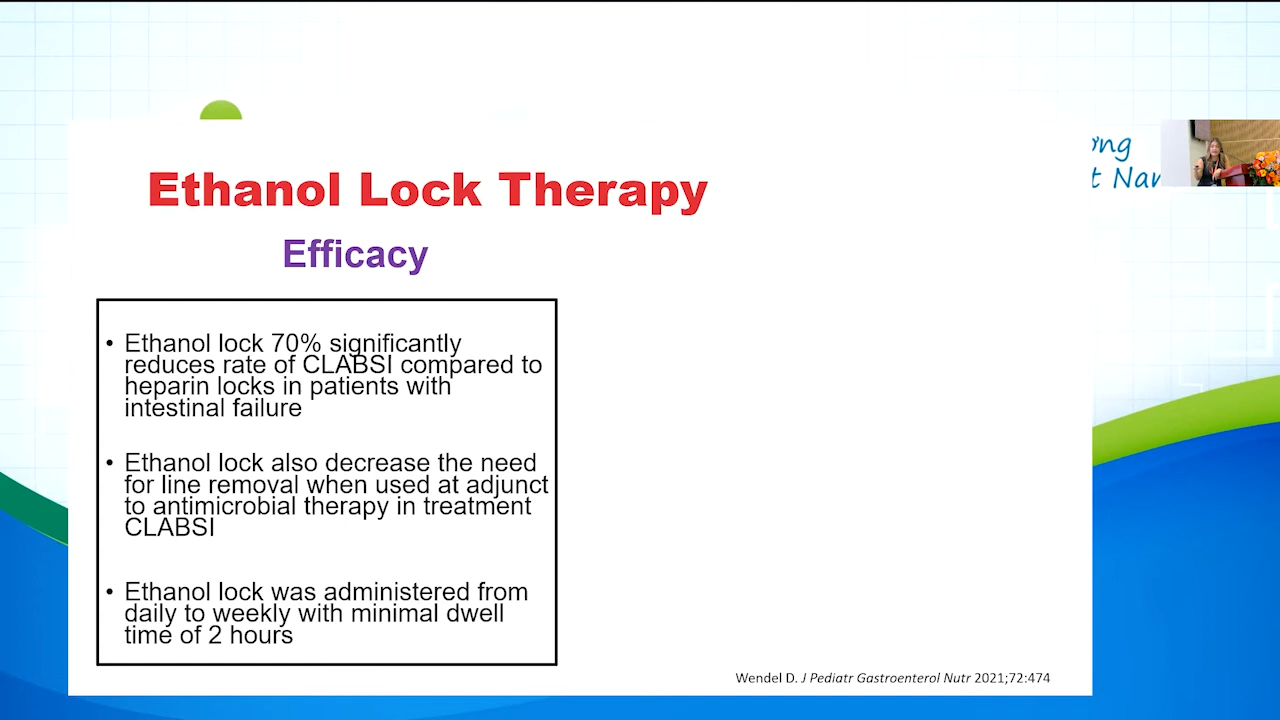 Ethanol Lock Therapy
Efficacy
• Ethanol lock 70% significantly
reduces rate of CLABSI compared to
heparin locks in patients with
intestinal failure
• Ethanol lock also decrease the need
for line removal when used at adjunct
to antimicrobial therapy in treatment
CLABSI
• Ethanol lock was administered from
daily to weekly with minimal dwell
time of 2 hours
Wendel D. J Pediatr Gastroenterol Nutr 2021;72:474